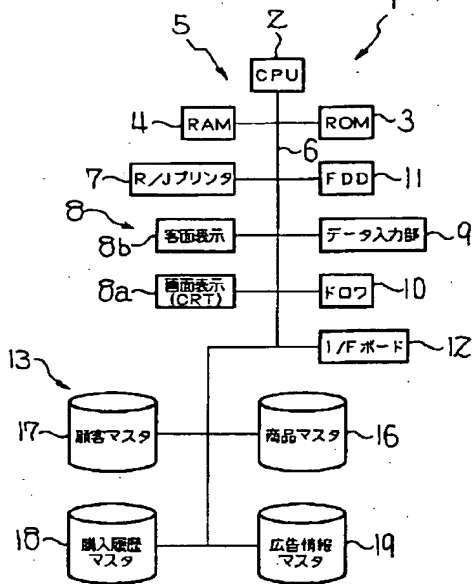 1
5
2
CPU
4
RAM
ROM
3
6
7
R/Jプリンタ
FDD
11
8
8b
客面表示
データ入力部
9
8a
画面表示
(CRT)
ドロワ
10
I/Fボード
12
13
17
顧客マスタ
商品マスタ
16
18
購入履歴
マスタ
広告情報
マスタ
19